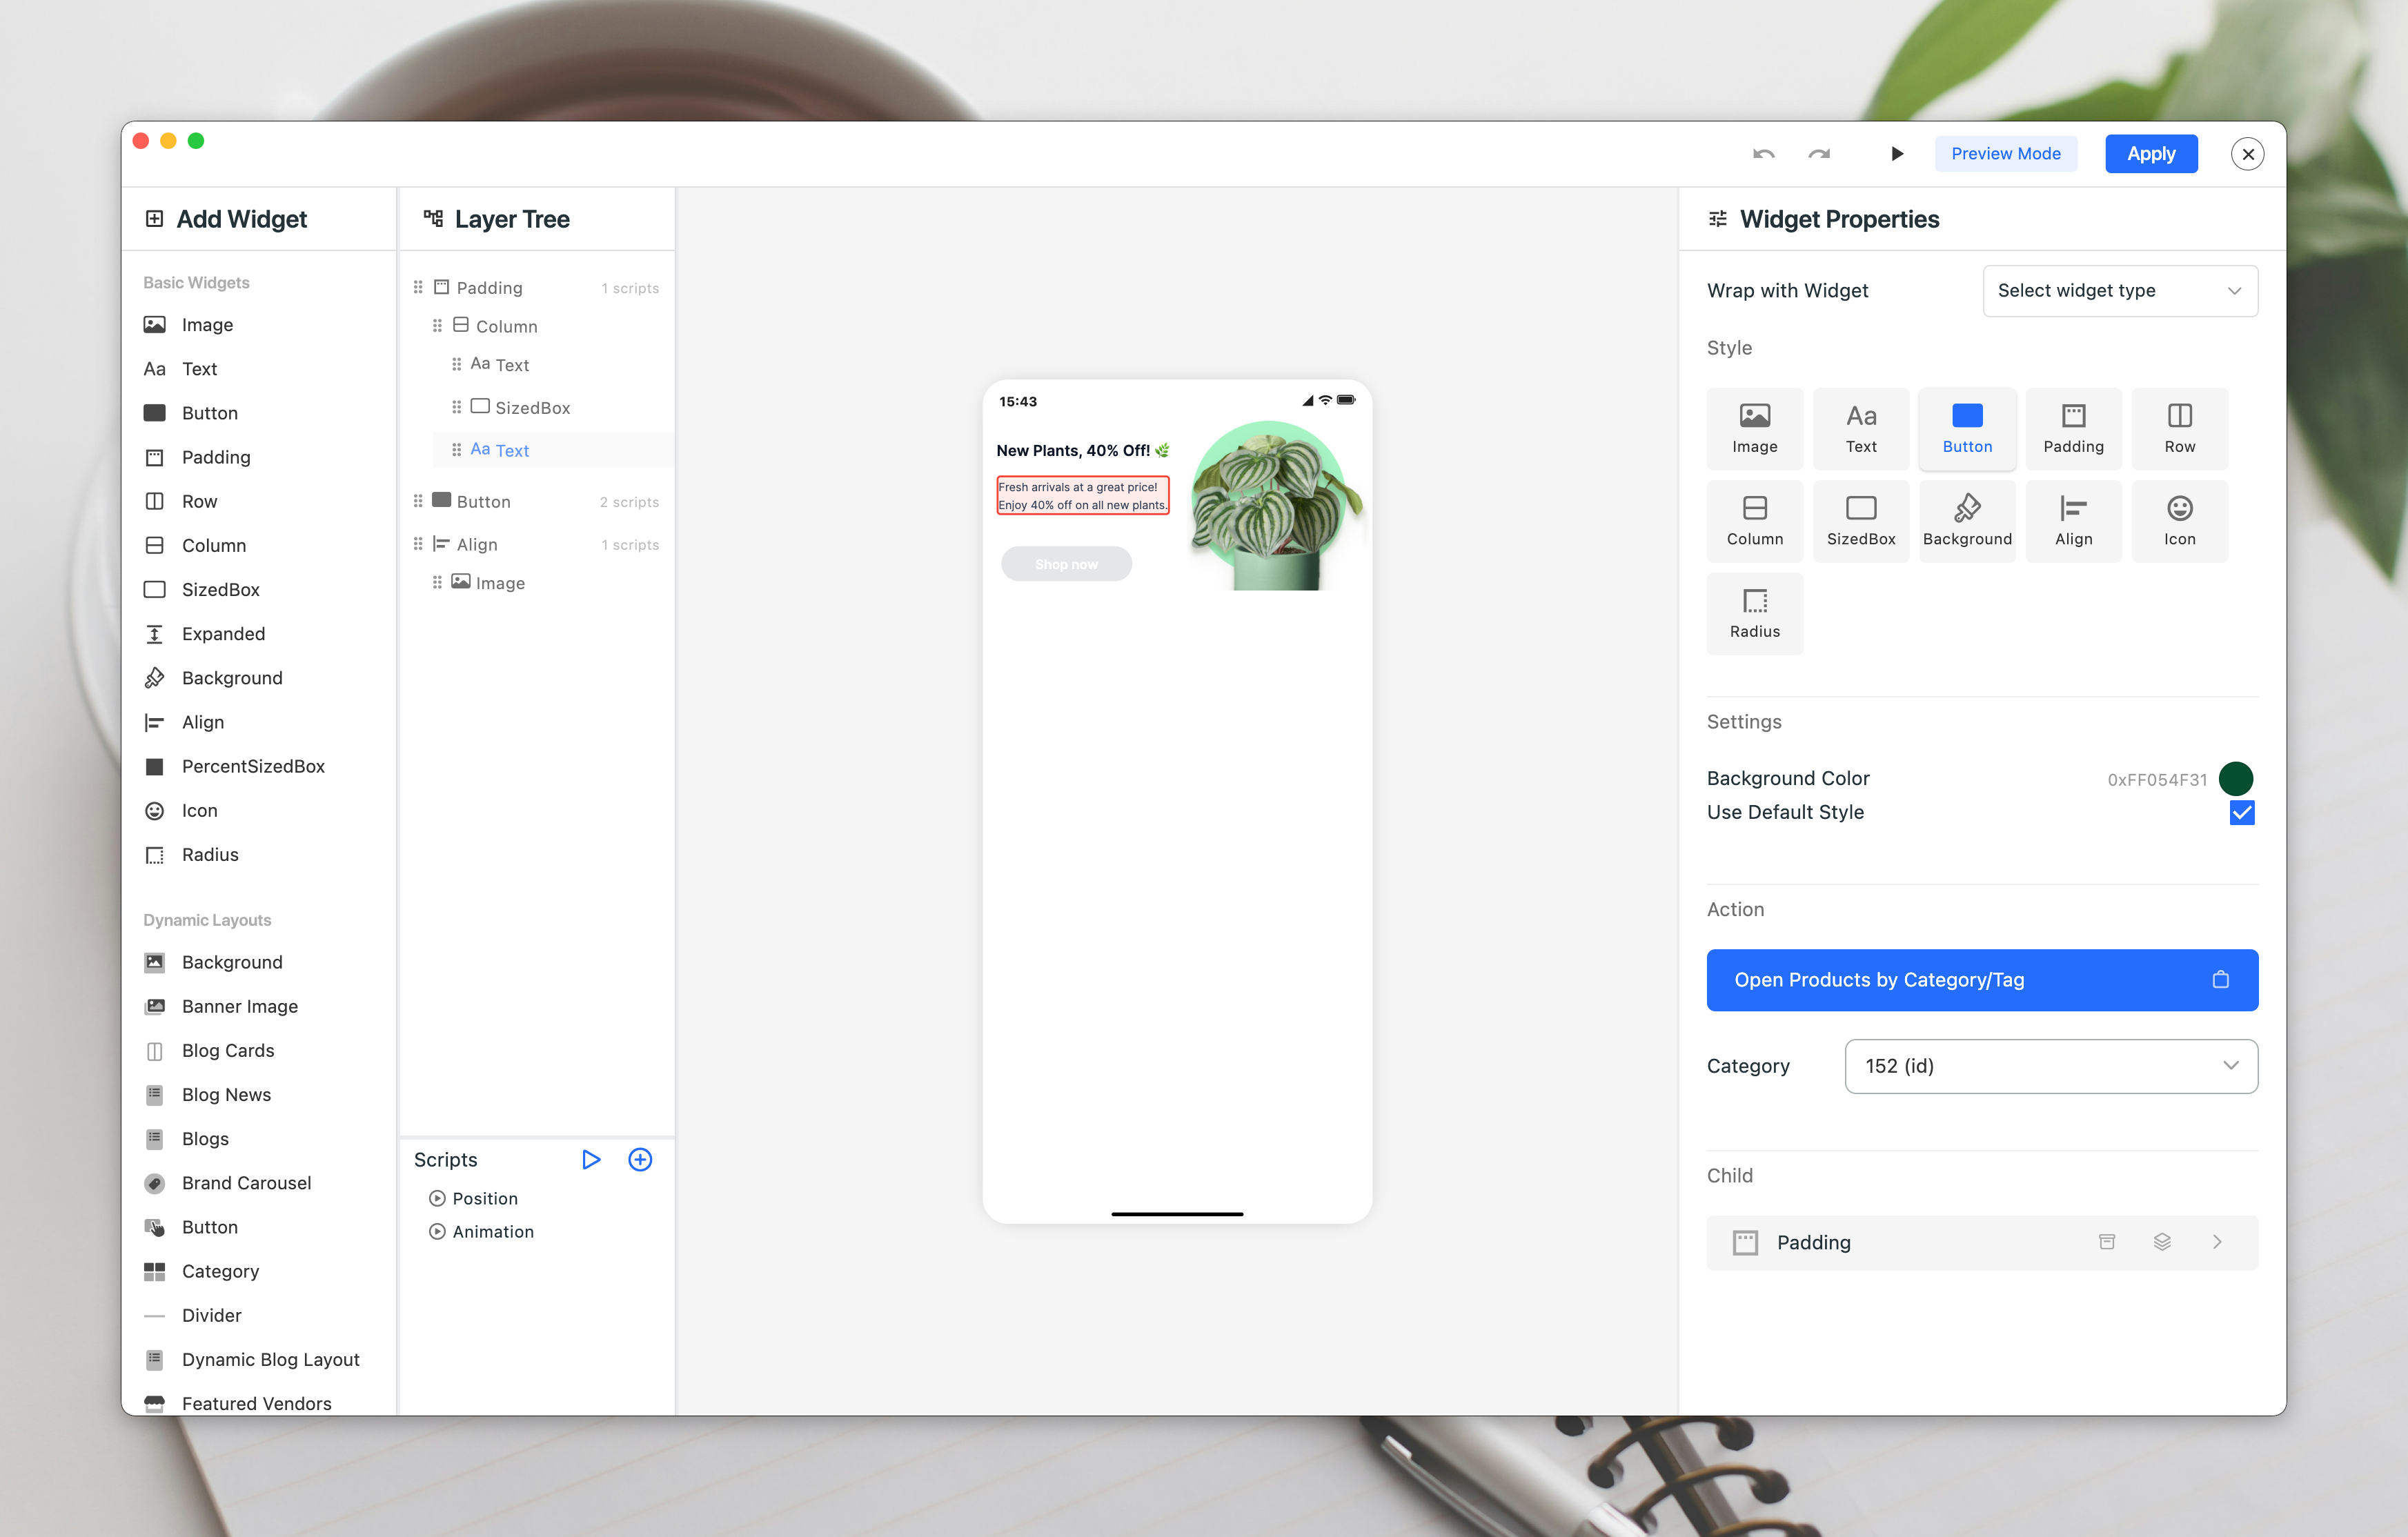 Preview Mode
Apply
Add Widget
Basic Widgets
Image
Aa Text
Button
Padding
Row
Column
SizedBox
Expanded
Background
Align
PercentSizedBox
Icon
Radius
Dynamic Layouts
Background
Banner Image
Blog Cards
Blog News
Blogs
Brand Carousel
Button
Category
Divider
Dynamic Blog Layout
Featured Vendors
Layer Tree
Padding 1 scripts
Column
Aa Text
SizedBox
Aa Text
Button 2 scripts
Align 1 scripts
Image
Scripts
Position
Animation
15:43
New Plants, 40% Off! 🌿
Fresh arrivals at a great price!
Enjoy 40% off on all new plants.
Shop now
Widget Properties
Wrap with Widget Select widget type
Style
Image
Aa
Text
Button
Padding
Row
Column
SizedBox
Background
Align
Icon
Radius
Settings
Background Color 0xFF054F31
Use Default Style
Action
Open Products by Category/Tag
Category 152 (id)
Child
Padding